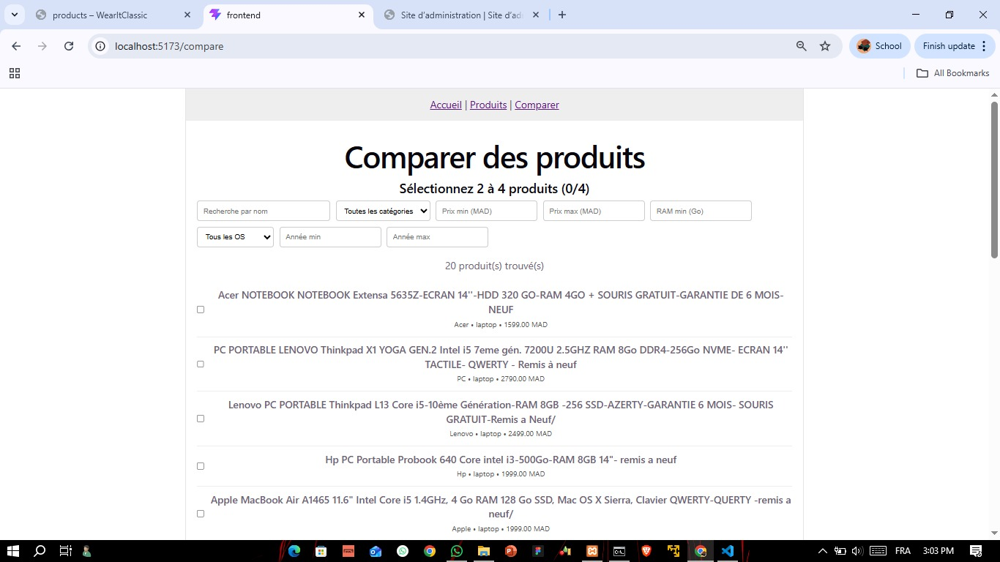 products – WearItClassic
frontend
Site d'administration | Site d'ad
localhost:5173/compare
School
Finish update
All Bookmarks
Accueil | Produits | Comparer
Comparer des produits
Sélectionnez 2 à 4 produits (0/4)
Recherche par nom
Toutes les catégories
Prix min (MAD)
Prix max (MAD)
RAM min (Go)
Tous les OS
Année min
Année max
20 produit(s) trouvé(s)
Acer NOTEBOOK NOTEBOOK Extensa 5635Z-ECRAN 14''-HDD 320 GO-RAM 4GO + SOURIS GRATUIT-GARANTIE DE 6 MOIS-
NEUF
Acer • laptop • 1599.00 MAD
PC PORTABLE LENOVO Thinkpad X1 YOGA GEN.2 Intel i5 7eme gén. 7200U 2.5GHZ RAM 8Go DDR4-256Go NVME- ECRAN 14''
TACTILE- QWERTY - Remis à neuf
PC • laptop • 2790.00 MAD
Lenovo PC PORTABLE Thinkpad L13 Core i5-10ème Génération-RAM 8GB -256 SSD-AZERTY-GARANTIE 6 MOIS- SOURIS
GRATUIT-Remis a Neuf/
Lenovo • laptop • 2499.00 MAD
Hp PC Portable Probook 640 Core intel i3-500Go-RAM 8GB 14"- remis a neuf
Hp • laptop • 1999.00 MAD
Apple MacBook Air A1465 11.6" Intel Core i5 1.4GHz, 4 Go RAM 128 Go SSD, Mac OS X Sierra, Clavier QWERTY-QUERTY -remis a
neuf/
Apple • laptop • 1999.00 MAD
FRA
3:03 PM